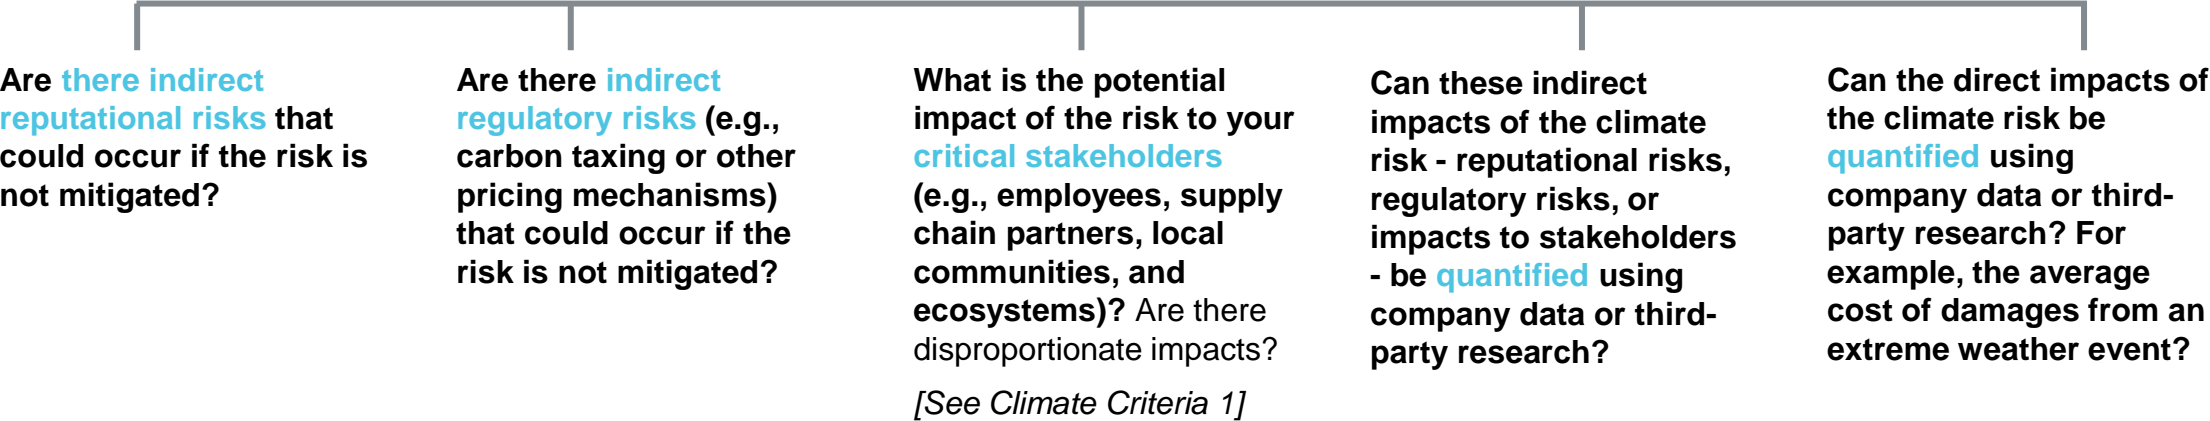 Are there indirect
reputational risks that
could occur if the risk is
not mitigated?
Are there indirect
regulatory risks (e.g.,
carbon taxing or other
pricing mechanisms)
that could occur if the
risk is not mitigated?
What is the potential
impact of the risk to your
critical stakeholders
(e.g., employees, supply
chain partners, local
communities, and
ecosystems)? Are there
disproportionate impacts?
[See Climate Criteria 1]
Can these indirect
impacts of the climate
risk - reputational risks,
regulatory risks, or
impacts to stakeholders
- be quantified using
company data or third-
party research?
Can the direct impacts of
the climate risk be
quantified using
company data or third-
party research? For
example, the average
cost of damages from an
extreme weather event?